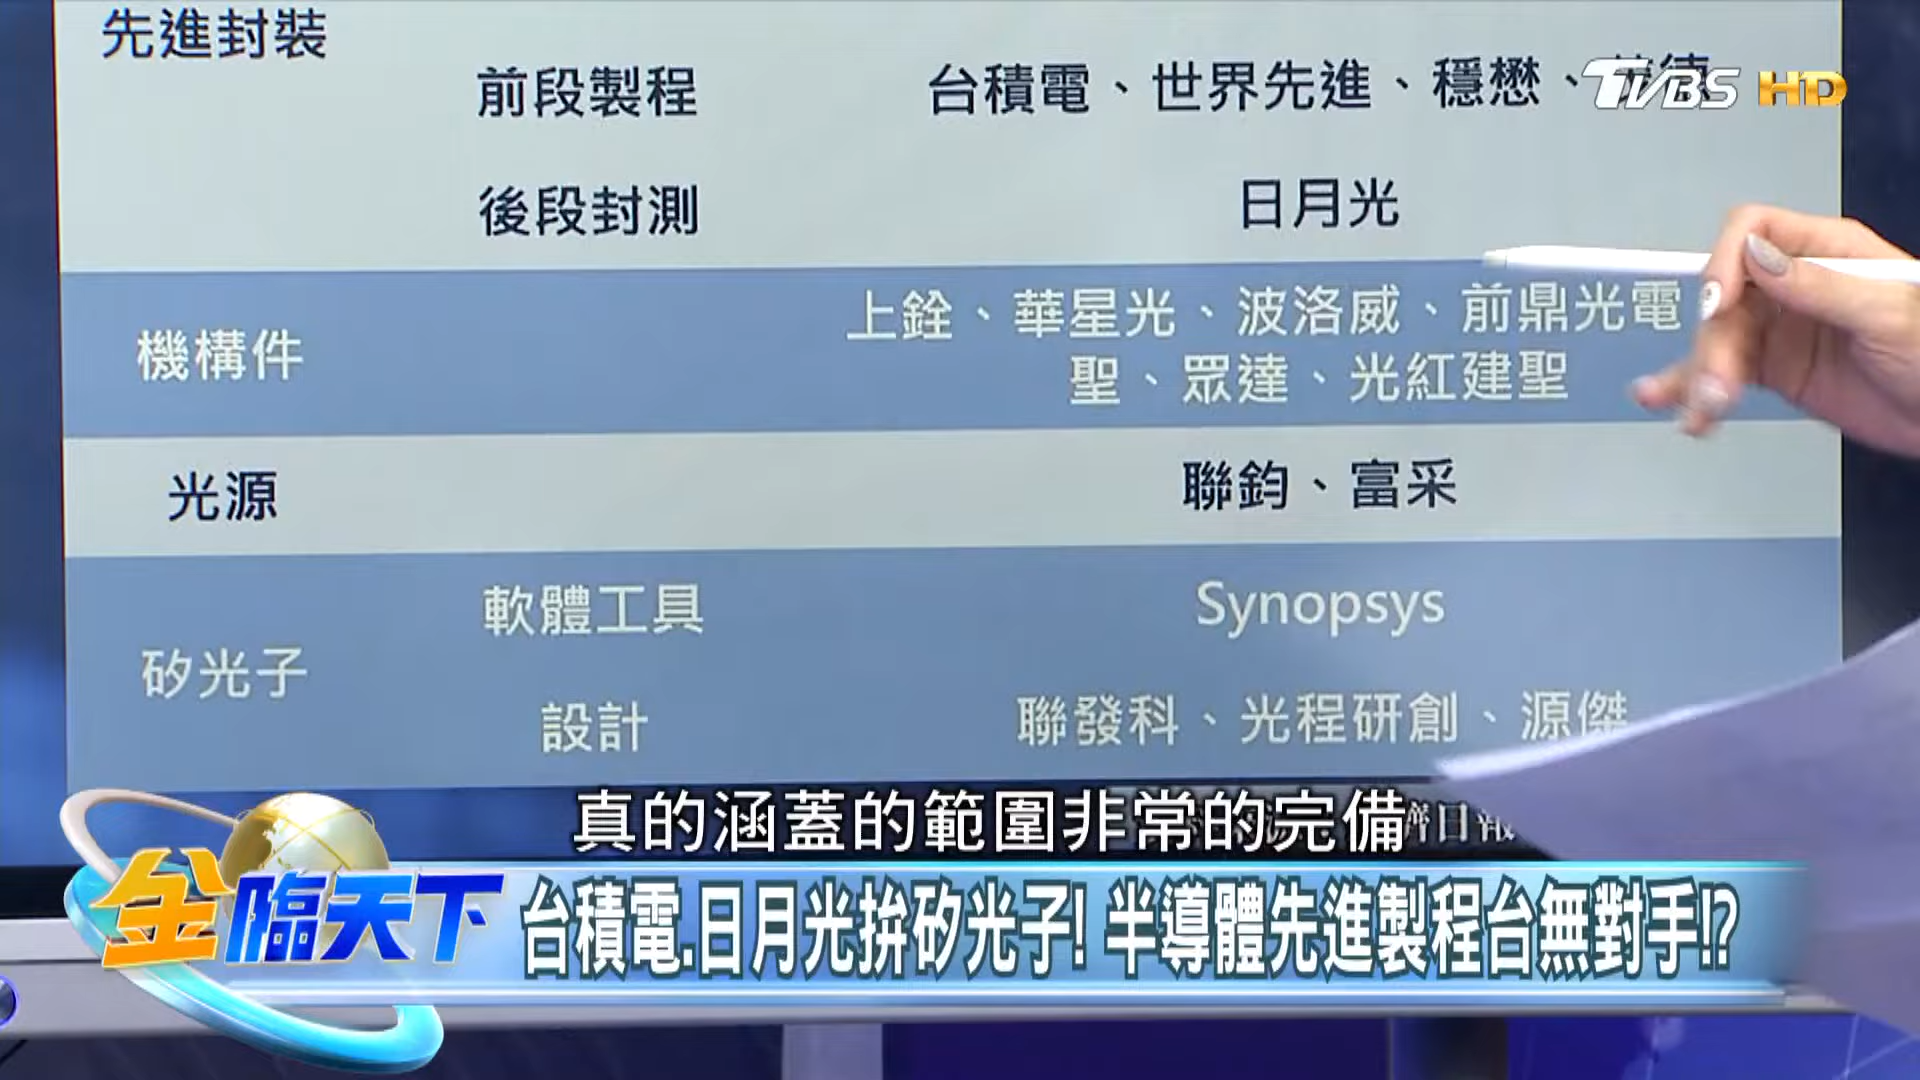 先進封裝
前段製程 台積電、世界先進、穩懋、
TVBS HD
後段封測 日月光
機構件 上銓、華星光、波洛威、前鼎光電
聖、眾達、光紅建聖
光源 聯鈞、富采
矽光子
軟體工具 Synopsys
設計 聯發科、光程研創、源傑
真的涵蓋的範圍非常的完備
金臨天下
台積電.日月光拚矽光子! 半導體先進製程台無對手!?